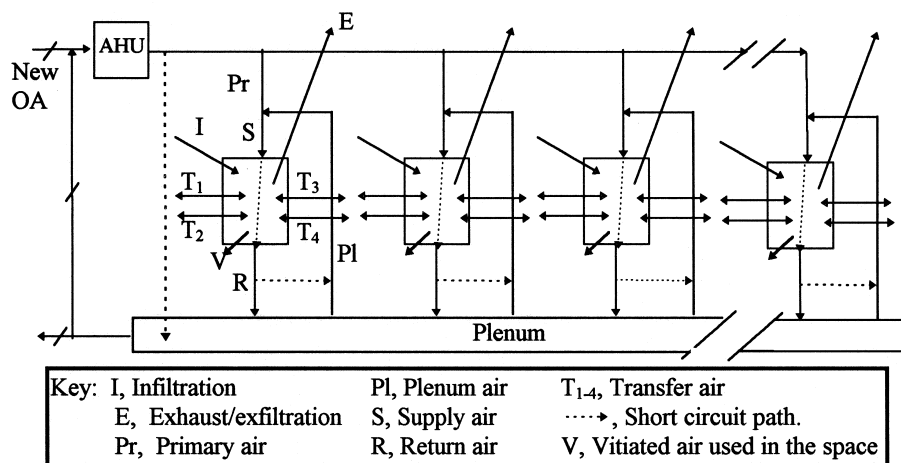 E
AHU
New
OA
Pr
I
S
T1
T3
T2
T4
V
Pl
R
Plenum
Key: I, Infiltration Pl, Plenum air T1-4, Transfer air
E, Exhaust/exfiltration S, Supply air , Short circuit path.
Pr, Primary air R, Return air V, Vitiated air used in the space